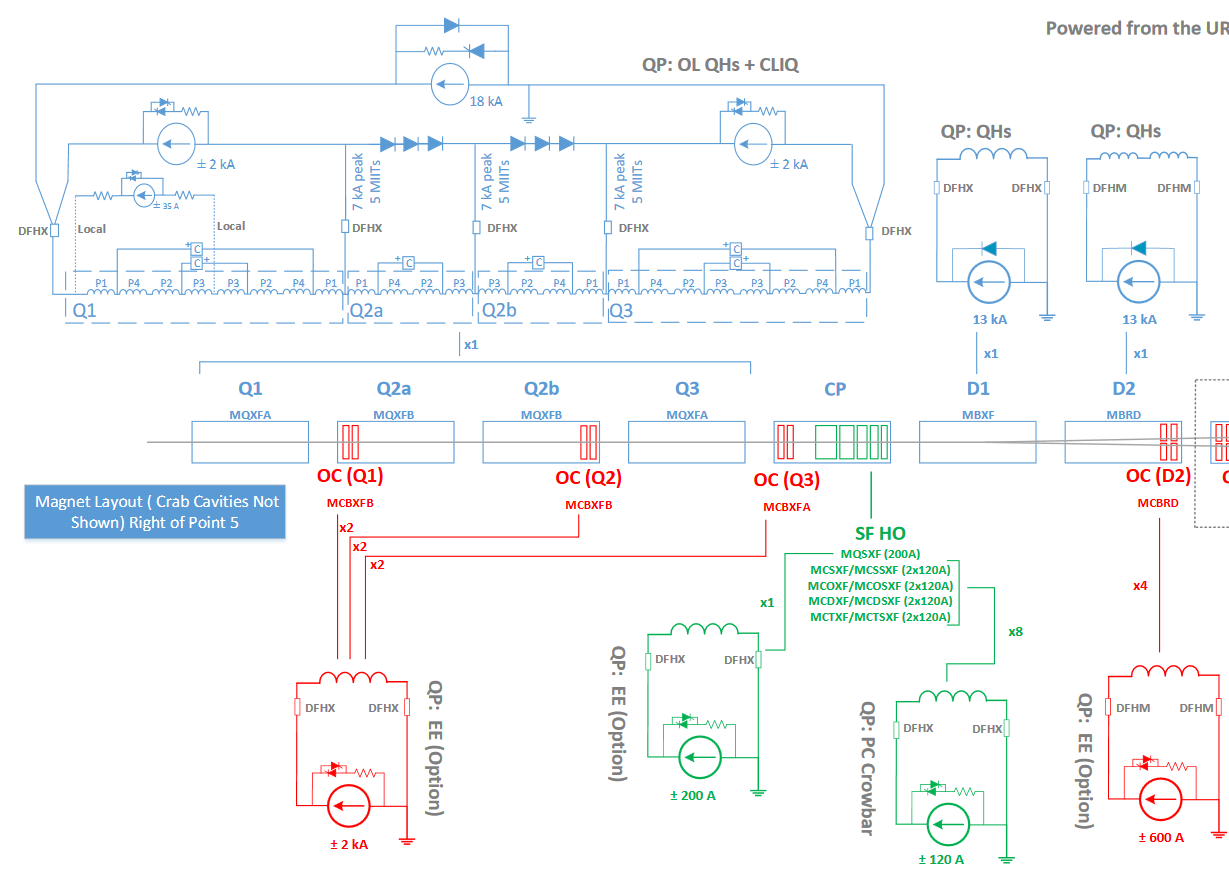 Powered from the UR
QP: OL QHs + CLIQ
18 kA
± 2 kA
± 2 kA
QP: QHs
QP: QHs
7 kA peak
5 MIITs
7 kA peak
5 MIITs
7 kA peak
5 MIITs
± 35 A
DFHX
DFHX
DFHM
DFHM
DFHX
Local
Local
DFHX
DFHX
DFHX
DFHX
+ C
C +
+ C
+ C
+ C
C +
P1 P4 P2 P3 P3 P2 P4 P1 P1 P4 P2 P3 P3 P2 P4 P1 P1 P4 P2 P3 P3 P2 P4 P1
Q1
Q2a
Q2b
Q3
13 kA
13 kA
x1
x1
x1
Q1
Q2a
Q2b
Q3
CP
D1
D2
MQXFA
MQXFB
MQXFB
MQXFA
MBXF
MBRD
OC (Q1)
OC (Q2)
OC (Q3)
OC (D2)
MCBXFB
MCBXFB
MCBXFA
MCBRD
Magnet Layout ( Crab Cavities Not
Shown) Right of Point 5
x2
x2
x2
SF HO
MQSXF (200A)
MCSXF/MCSSXF (2x120A)
MCOXF/MCOSXF (2x120A)
MCDXF/MCDSXF (2x120A)
MCTXF/MCTSXF (2x120A)
x1
x8
x4
DFHX
DFHX
QP: EE (Option)
± 2 kA
QP: EE (Option)
DFHX
DFHX
± 200 A
QP: PC Crowbar
DFHX
DFHX
± 120 A
QP: EE (Option)
DFHM
DFHM
± 600 A